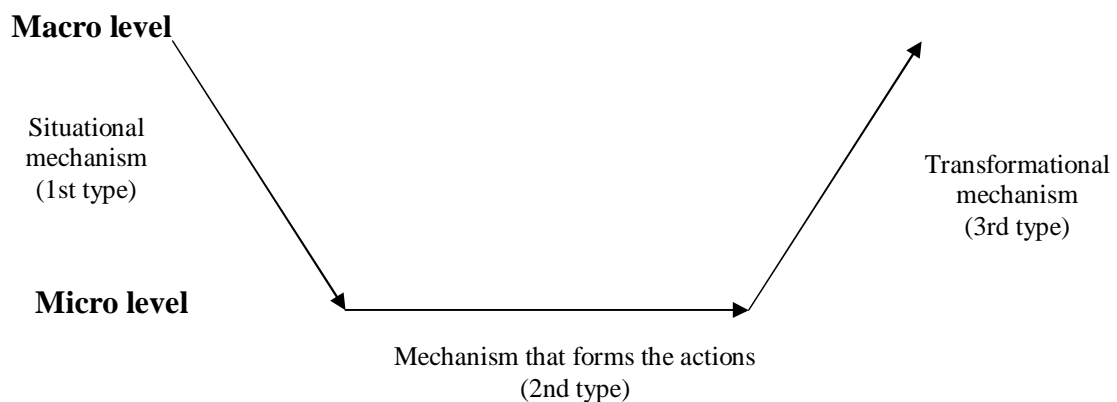 Macro level
Situational
mechanism
(1st type)
Transformational
mechanism
(3rd type)
Micro level
Mechanism that forms the actions
(2nd type)